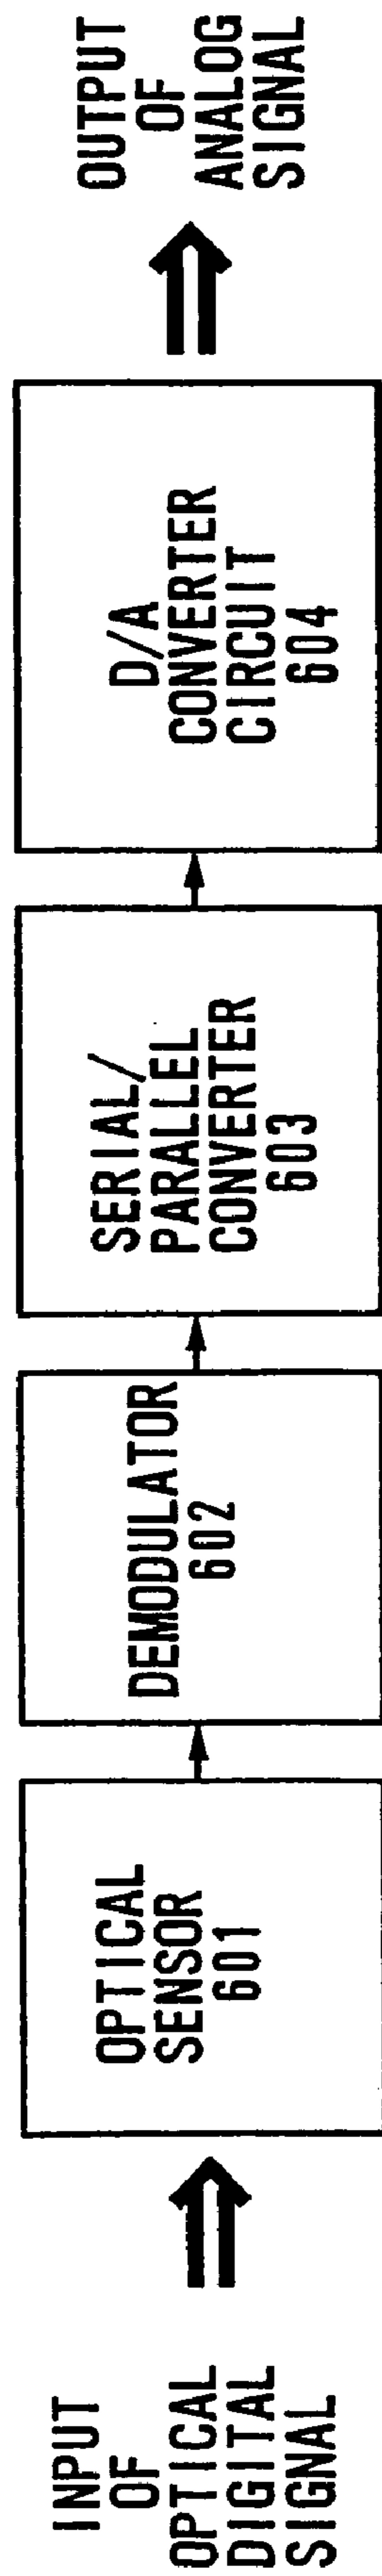 INPUT
OF
OPTICAL
DIGITAL
SIGNAL
OPTICAL
SENSOR
601
DEMODULATOR
602
SERIAL/
PARALLEL
CONVERTER
603
D/A
CONVERTER
CIRCUIT
604
OUTPUT
OF
ANALOG
SIGNAL